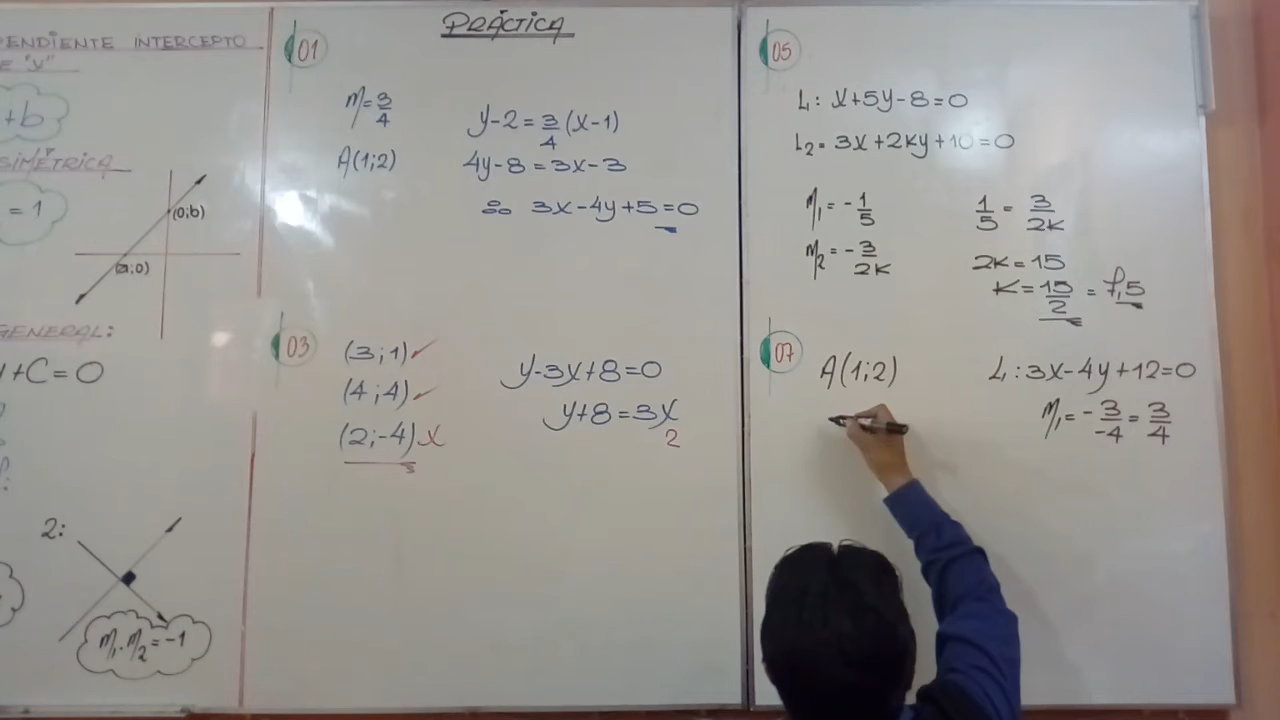 PENDIENTE INTERCEPTO
E "Y"
+b
SIMÉTRICA
= 1
(0;b)
(a;0)
GENERAL:
+C=0
2:
m₁.m₂=-1
PRÁCTICA
01
m=3/4
A(1;2)
y-2=3/4(x-1)
4y-8=3x-3
∴ 3x-4y+5=0
03
(3;1)✓
(4;4)✓
(2;-4)x
y-3x+8=0
y+8=3x
2
05
L₁: x+5y-8=0
L₂: 3x+2ky+10=0
m₁=-1/5
m₂=-3/2K
1/5=3/2K
2K=15
K=15/2=7,5
07
A(1;2)
L₁:3x-4y+12=0
m₁=-3/-4=3/4